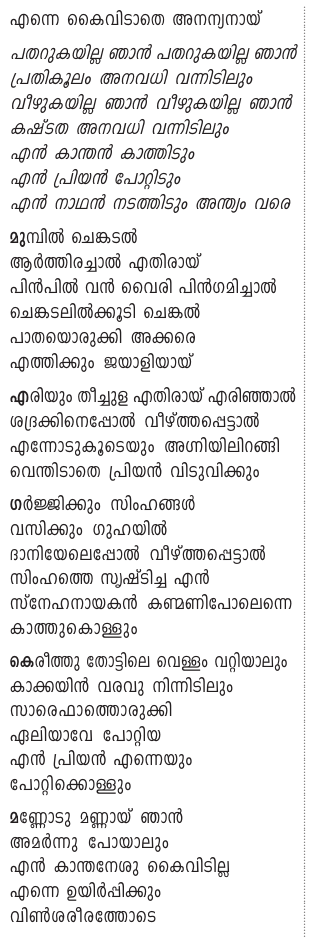 എന്നെ കൈവിടാതെ അനന്യനായ്
പതറുകയില്ല ഞാൻ പതറുകയില്ല ഞാൻ
പ്രതികൂലം അനവധി വന്നിടിലും
വീഴുകയില്ല ഞാൻ വീഴുകയില്ല ഞാൻ
കഷ്ടത അനവധി വന്നിടിലും
എൻ കാന്തൻ കാത്തിടും
എൻ പ്രിയൻ പോറ്റിടും
എൻ നാഥൻ നടത്തിടും അന്ത്യം വരെ
മുമ്പിൽ ചെങ്കടൽ
ആർത്തിരച്ചാൽ എതിരായ്
പിൻപിൽ വൻ വൈരി പിൻഗമിച്ചാൽ
ചെങ്കടലിൽക്കൂടി ചെങ്കൽ
പാതയൊരുക്കി അക്കരെ
എത്തിക്കും ജയാളിയായ്
എരിയും തീച്ചുള എതിരായ് എരിഞ്ഞാൽ
ശദ്രക്കിനെപ്പോൽ വീഴ്ത്തപ്പെട്ടാൽ
എന്നോടുകൂടെയും അഗ്നിയിലിറങ്ങി
വെന്തിടാതെ പ്രിയൻ വിടുവിക്കും
ഗർജ്ജിക്കും സിംഹങ്ങൾ
വസിക്കും ഗുഹയിൽ
ദാനിയേലെപ്പോൽ വീഴ്ത്തപ്പെട്ടാൽ
സിംഹത്തെ സൃഷ്ടിച്ച എൻ
സ്നേഹനായകൻ കണ്മണിപോലെന്നെ
കാത്തുകൊള്ളും
കെരീത്തു തോട്ടിലെ വെള്ളം വറ്റിയാലും
കാക്കയിൻ വരവു നിന്നിടിലും
സാരെഫാത്തൊരുക്കി
ഏലിയാവേ പോറ്റിയ
എൻ പ്രിയൻ എന്നെയും
പോറ്റിക്കൊള്ളും
മണ്ണോടു മണ്ണായ് ഞാൻ
അമർന്നു പോയാലും
എൻ കാന്തനേശു കൈവിടില്ല
എന്നെ ഉയിർപ്പിക്കും
വിൺശരീരത്തോടെ